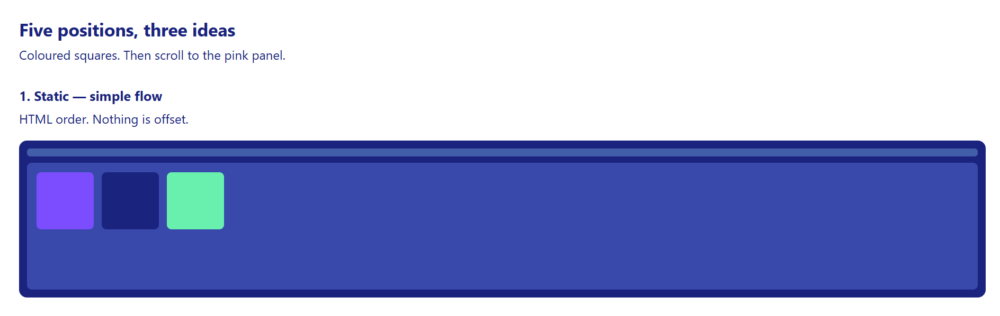 Five positions, three ideas
Coloured squares. Then scroll to the pink panel.
1. Static — simple flow
HTML order. Nothing is offset.